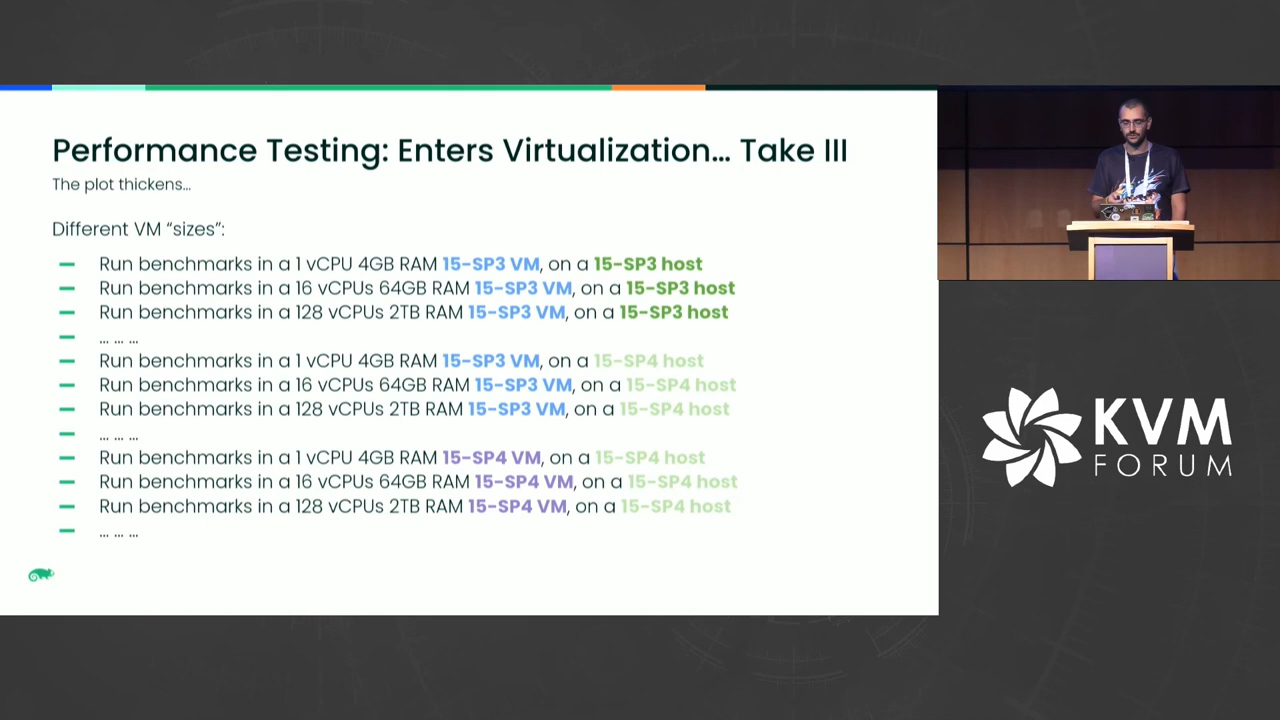 Performance Testing: Enters Virtualization... Take III
The plot thickens...
Different VM “sizes”:
Run benchmarks in a 1 vCPU 4GB RAM 15-SP3 VM, on a 15-SP3 host
Run benchmarks in a 16 vCPUs 64GB RAM 15-SP3 VM, on a 15-SP3 host
Run benchmarks in a 128 vCPUs 2TB RAM 15-SP3 VM, on a 15-SP3 host
... ... ...
Run benchmarks in a 1 vCPU 4GB RAM 15-SP3 VM, on a 15-SP4 host
Run benchmarks in a 16 vCPUs 64GB RAM 15-SP3 VM, on a 15-SP4 host
Run benchmarks in a 128 vCPUs 2TB RAM 15-SP3 VM, on a 15-SP4 host
... ... ...
Run benchmarks in a 1 vCPU 4GB RAM 15-SP4 VM, on a 15-SP4 host
Run benchmarks in a 16 vCPUs 64GB RAM 15-SP4 VM, on a 15-SP4 host
Run benchmarks in a 128 vCPUs 2TB RAM 15-SP4 VM, on a 15-SP4 host
... ... ...
KVM
FORUM